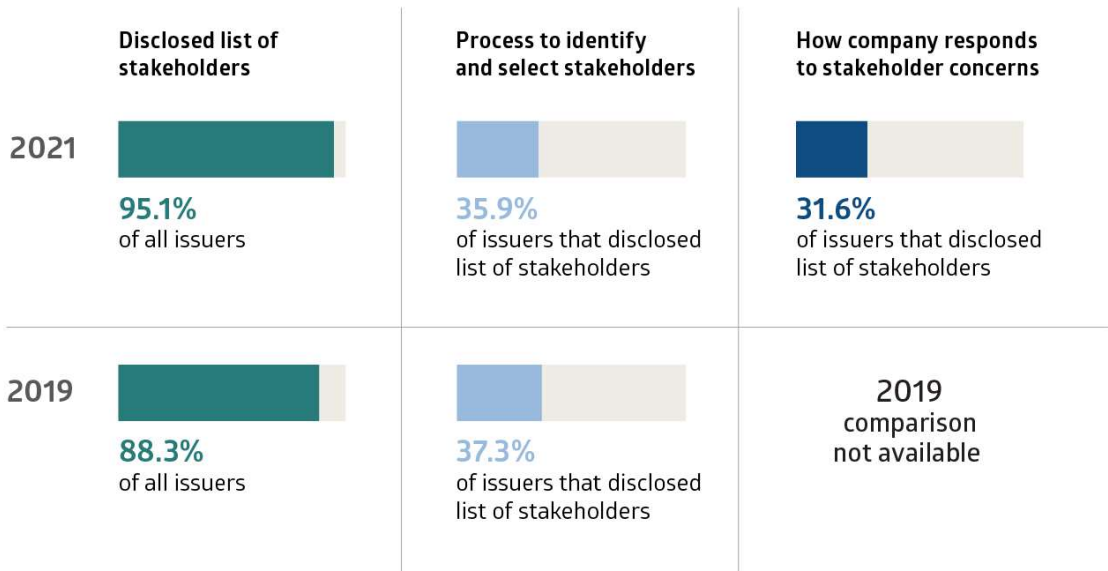 Disclosed list of
stakeholders
Process to identify
and select stakeholders
How company responds
to stakeholder concerns
2021
95.1%
of all issuers
35.9%
of issuers that disclosed
list of stakeholders
31.6%
of issuers that disclosed
list of stakeholders
2019
88.3%
of all issuers
37.3%
of issuers that disclosed
list of stakeholders
2019
comparison
not available